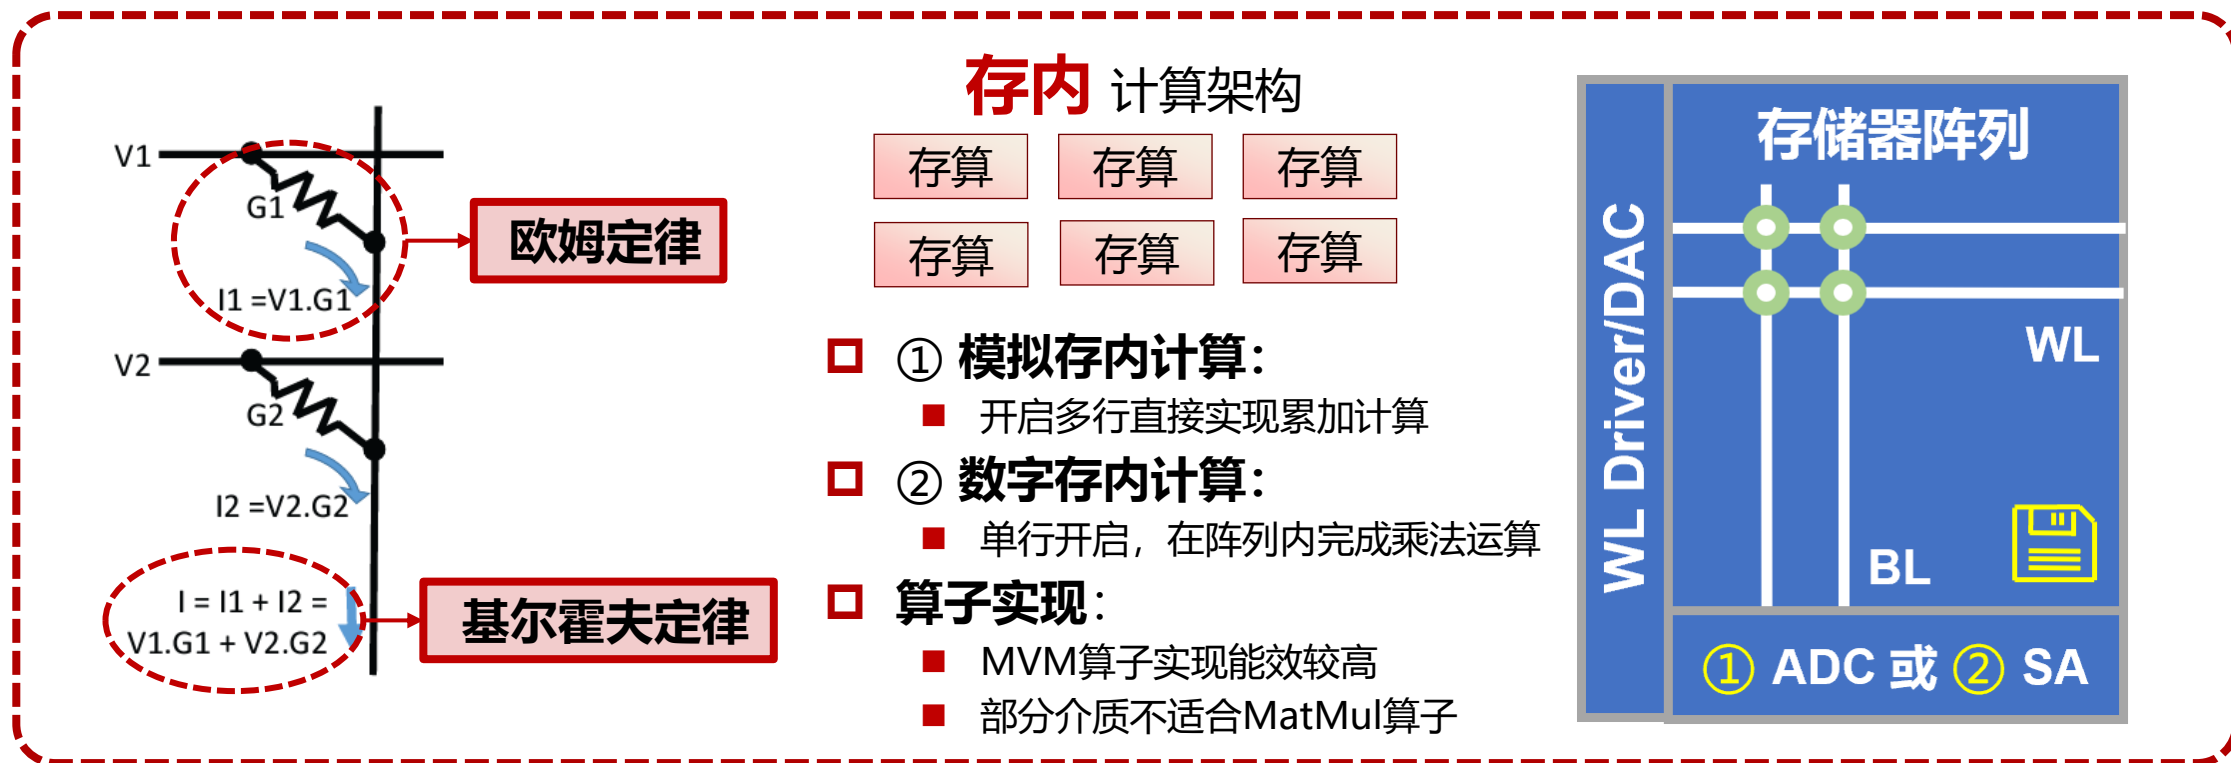 V1
G1
I1 =V1.G1
欧姆定律
V2
G2
I2 =V2.G2
I = I1 + I2 =
V1.G1 + V2.G2
基尔霍夫定律
存内 计算架构
存算 存算 存算
存算 存算 存算
① 模拟存内计算：
开启多行直接实现累加计算
② 数字存内计算：
单行开启，在阵列内完成乘法运算
算子实现：
MVM算子实现能效较高
部分介质不适合MatMul算子
WL Driver/DAC
存储器阵列
WL
BL
① ADC 或 ② SA